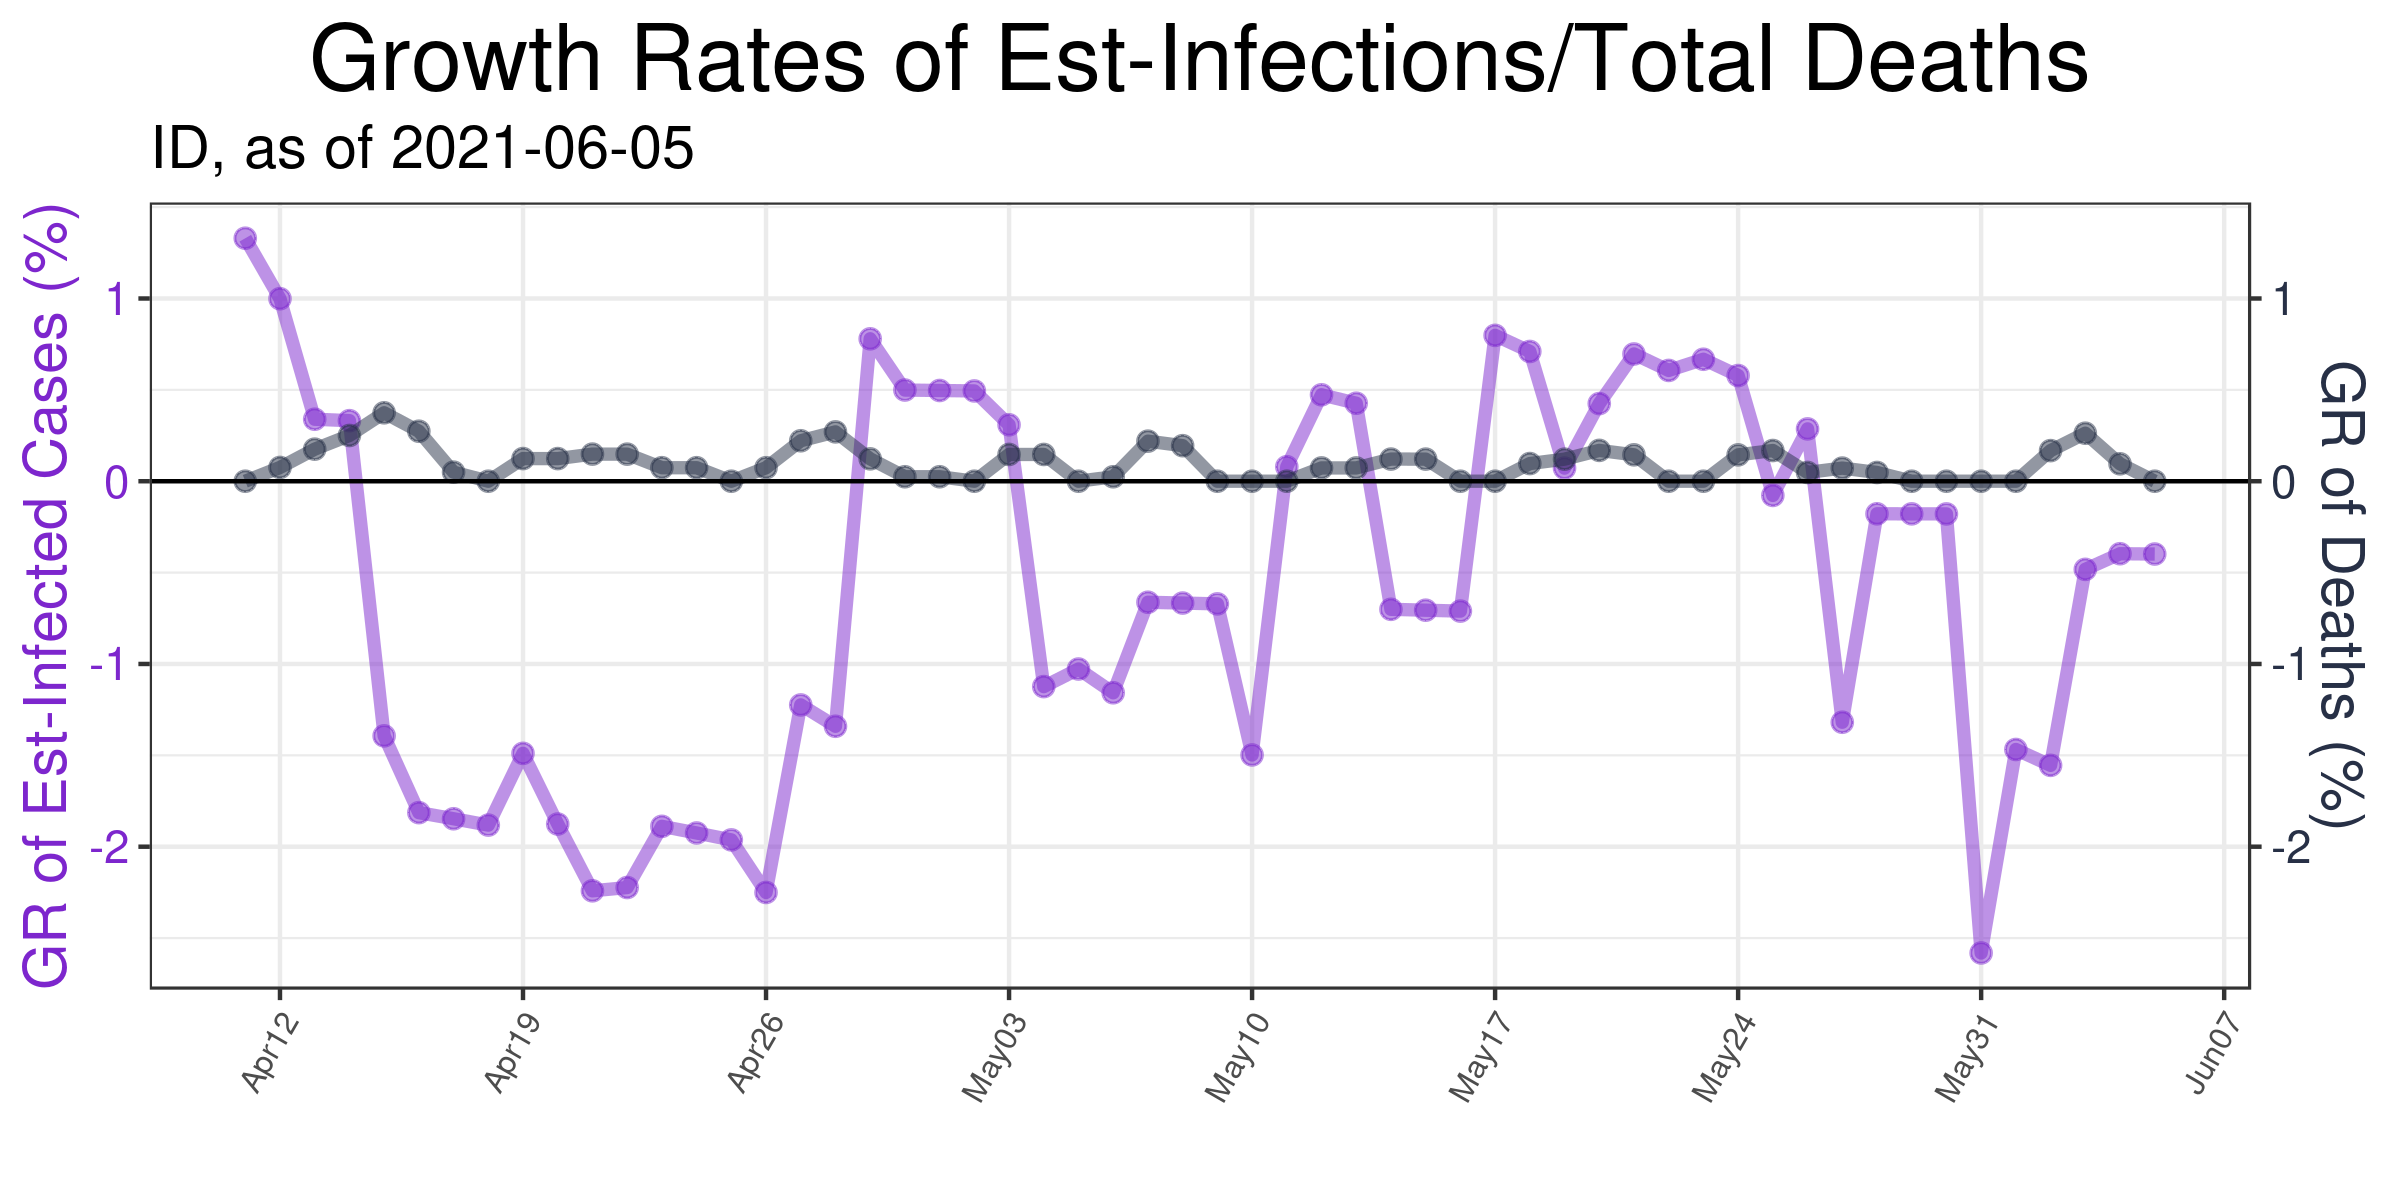 Growth Rates of Est-Infections/Total Deaths
ID, as of 2021-06-05
GR of Est-Infected Cases (%)
1
0
-1
-2
1
0
-1
-2
GR of Deaths (%)
Apr12
Apr19
Apr26
May03
May10
May17
May24
May31
Jun07